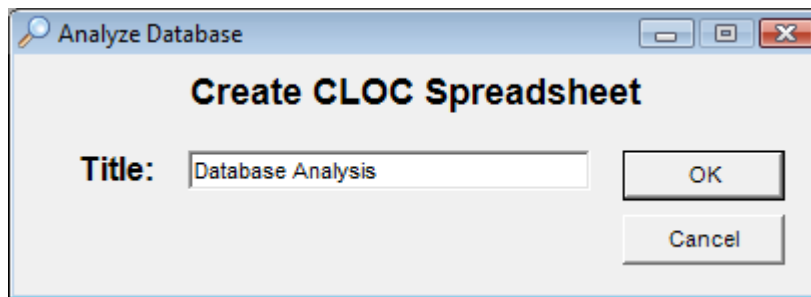 Analyze Database
Create CLOC Spreadsheet
Title: Database Analysis OK
Cancel